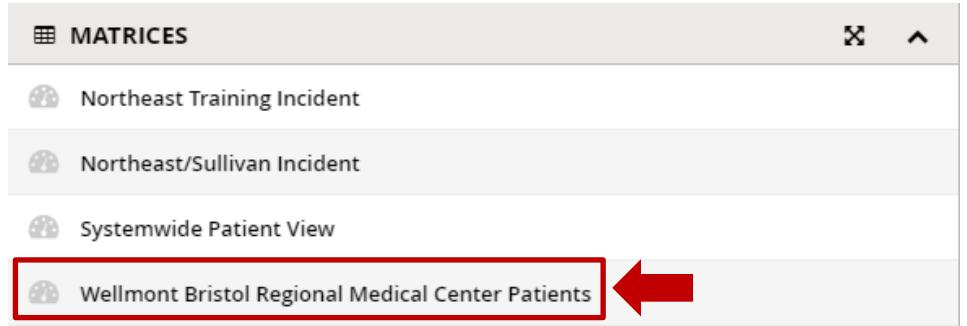 MATRICES
Northeast Training Incident
Northeast/Sullivan Incident
Systemwide Patient View
Wellmont Bristol Regional Medical Center Patients